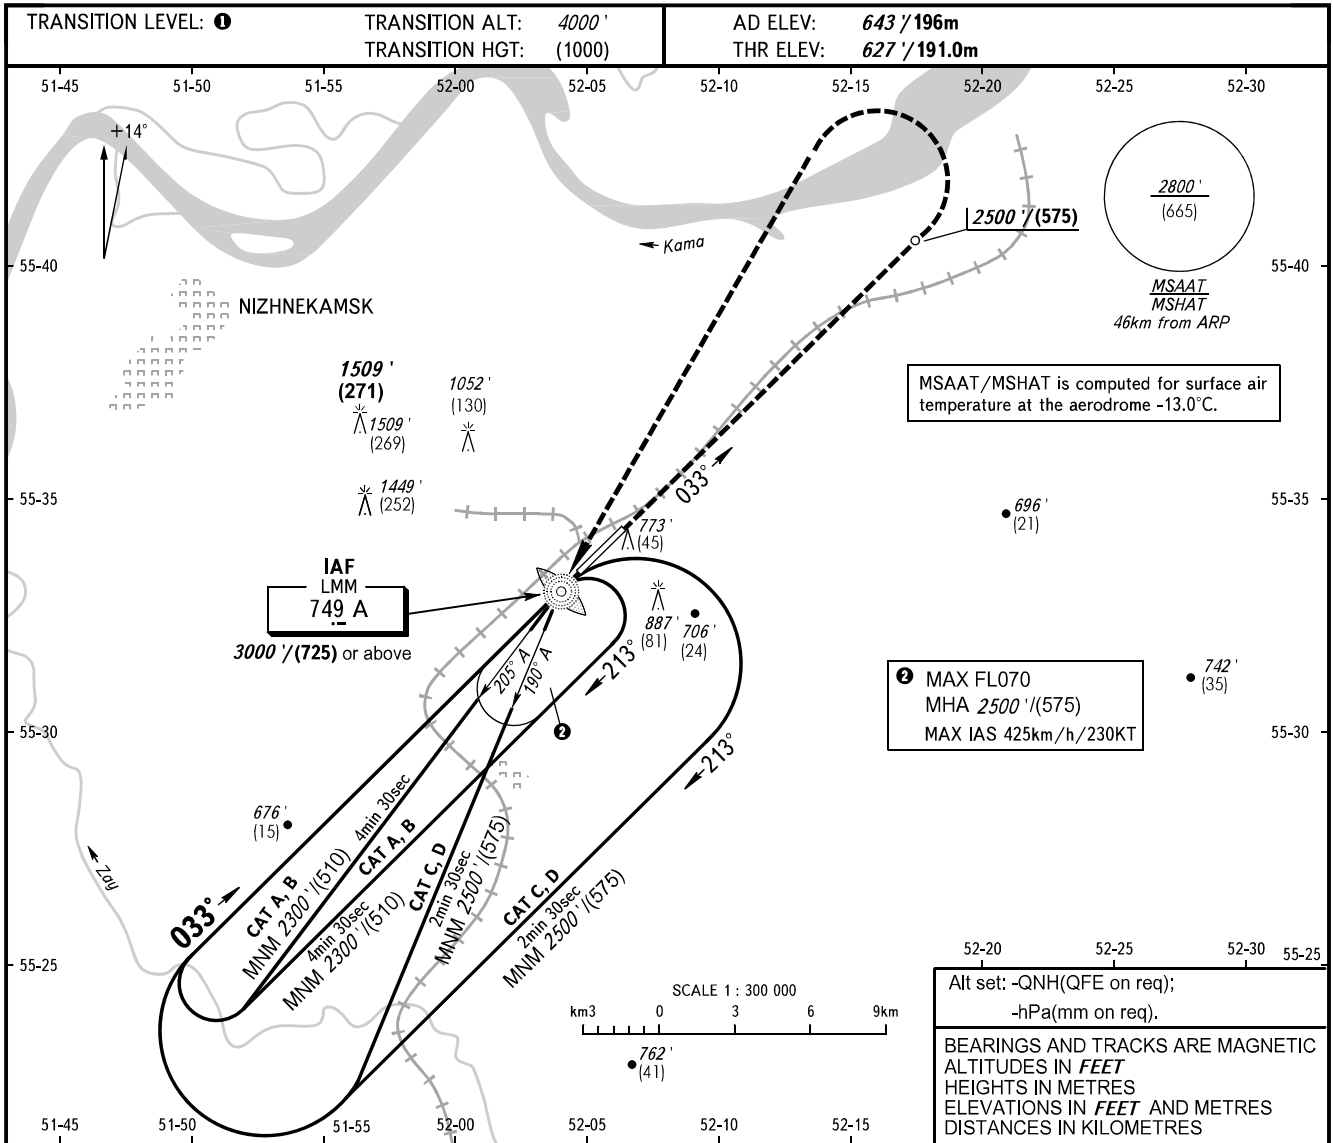 TRANSITION LEVEL: ❶
TRANSITION ALT: 4000 '
TRANSITION HGT: (1000)
AD ELEV: 643 '/196m
THR ELEV: 627 '/191.0m
51-45 51-50 51-55 52-00 52-05 52-10 52-15 52-20 52-25 52-30
+14°
2800 '
(665)
MSAAT
MSHAT
46km from ARP
2500 '/(575)
Kama
55-40 55-40
NIZHNEKAMSK
1509 '
(271)
1509 '
(269)
1052 '
(130)
1449 '
(252)
MSAAT/MSHAT is computed for surface air
temperature at the aerodrome -13.0°C.
033°
55-35 55-35
773 '
(45)
696 '
(21)
IAF
LMM
749 A
3000 '/(725) or above
887 '
(81)
706 '
(24)
742 '
(35)
205° A
190° A
213°
213°
❷
❷ MAX FL070
MHA 2500 '/(575)
MAX IAS 425km/h/230KT
55-30 55-30
676 '
(15)
Zay
033°
CAT A, B
4min 30sec
MNM 2300 '/(510)
CAT A, B
4min 30sec
MNM 2300 '/(510)
CAT C, D
2min 30sec
MNM 2500 '/(575)
CAT C, D
2min 30sec
MNM 2500 '/(575)
55-25
52-20 52-25 52-30 55-25
SCALE 1 : 300 000
km3 0 3 6 9km
762 '
(41)
Alt set: -QNH(QFE on req);
-hPa(mm on req).
BEARINGS AND TRACKS ARE MAGNETIC
ALTITUDES IN FEET
HEIGHTS IN METRES
ELEVATIONS IN FEET AND METRES
DISTANCES IN KILOMETRES
51-45 51-50 51-55 52-00 52-05 52-10 52-15